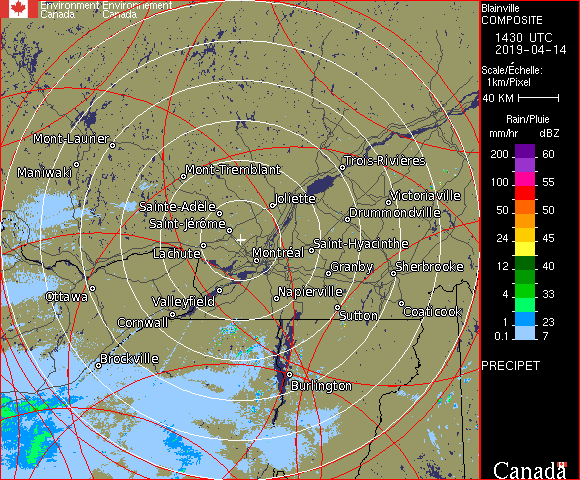 Environment Environnement
Canada Canada
Blainville
COMPOSITE
1430 UTC
2019-04-14
Scale/Échelle:
1km/Pixel
40 KM
Rain/Pluie
mm/hr dBZ
200 60
100 55
50 50
24 45
12 40
4 33
1 23
0.1 7
PRECIPET
Canada
Mont-Laurier
Maniwaki
Mont-Tremblant
Trois-Rivières
Joliette
Victoriaville
Sainte-Adèle
Drummondville
Saint-Jérôme
Saint-Hyacinthe
Lachute
Montréal
Granby
Sherbrooke
Ottawa
Valleyfield
Napierville
Cornwall
Sutton
Coaticook
Brockville
Burlington